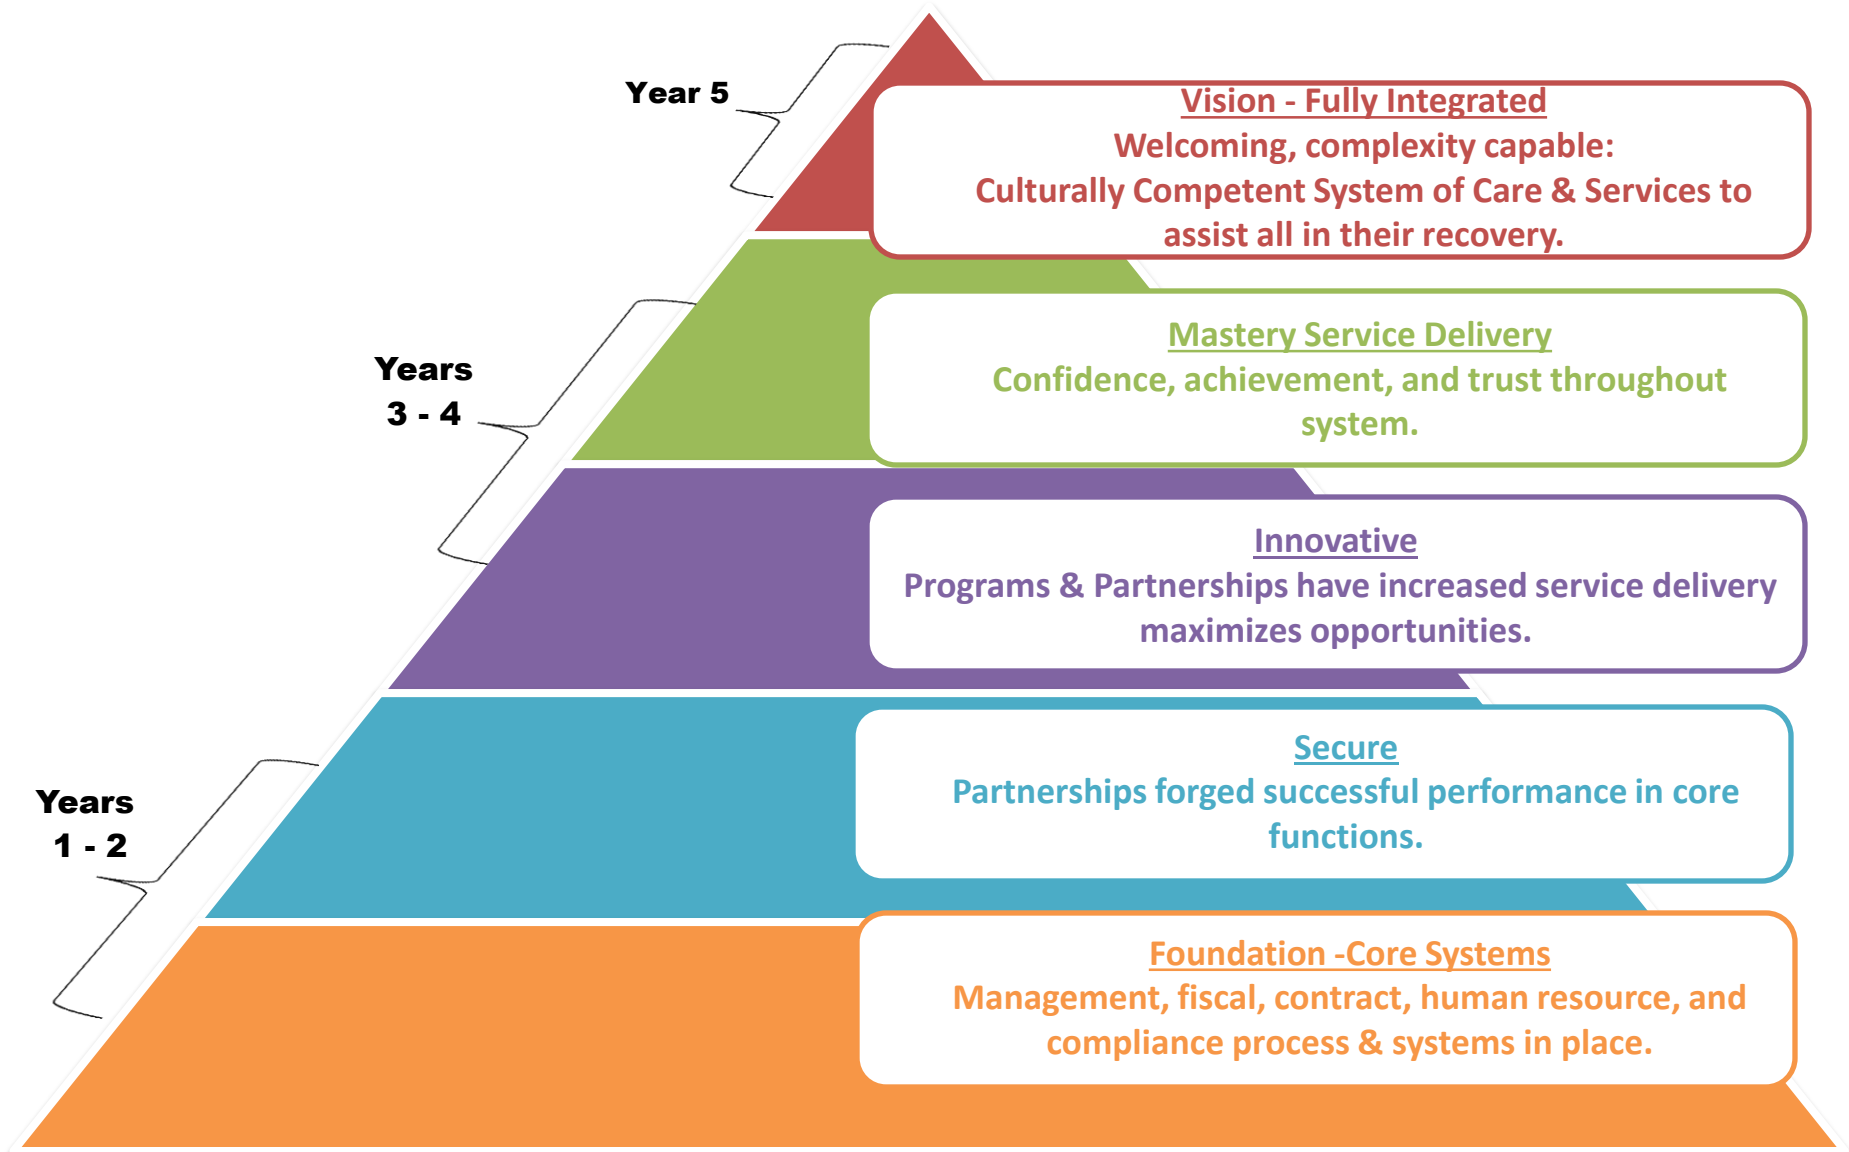 Year 5
Vision - Fully Integrated
Welcoming, complexity capable:
Culturally Competent System of Care & Services to
assist all in their recovery.
Years
3 - 4
Mastery Service Delivery
Confidence, achievement, and trust throughout
system.
Innovative
Programs & Partnerships have increased service delivery
maximizes opportunities.
Years
1 - 2
Secure
Partnerships forged successful performance in core
functions.
Foundation -Core Systems
Management, fiscal, contract, human resource, and
compliance process & systems in place.